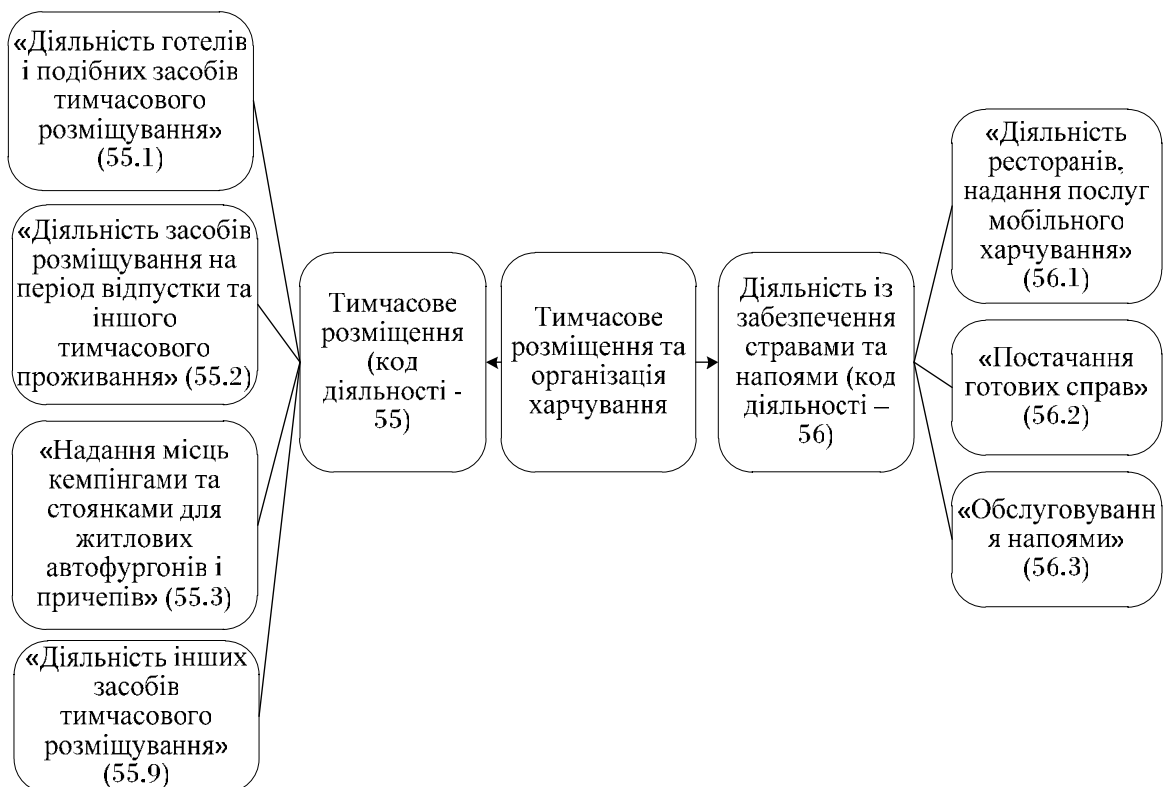 «Діяльність готелів
і подібних засобів
тимчасового
розміщування»
(55.1)
«Діяльність засобів
розміщування на
період відпустки та
іншого
тимчасового
проживання» (55.2)
«Надання місць
кемпінгами та
стоянками для
житлових
автофургонів і
причепів» (55.3)
«Діяльність інших
засобів
тимчасового
розміщування»
(55.9)
Тимчасове
розміщення
(код
діяльності -
55)
Тимчасове
розміщення та
організація
харчування
Діяльність із
забезпечення
стравами та
напоями (код
діяльності –
56)
«Діяльність
ресторанів,
надання послуг
мобільного
харчування»
(56.1)
«Постачання
готових справ»
(56.2)
«Обслуговуванн
я напоями»
(56.3)